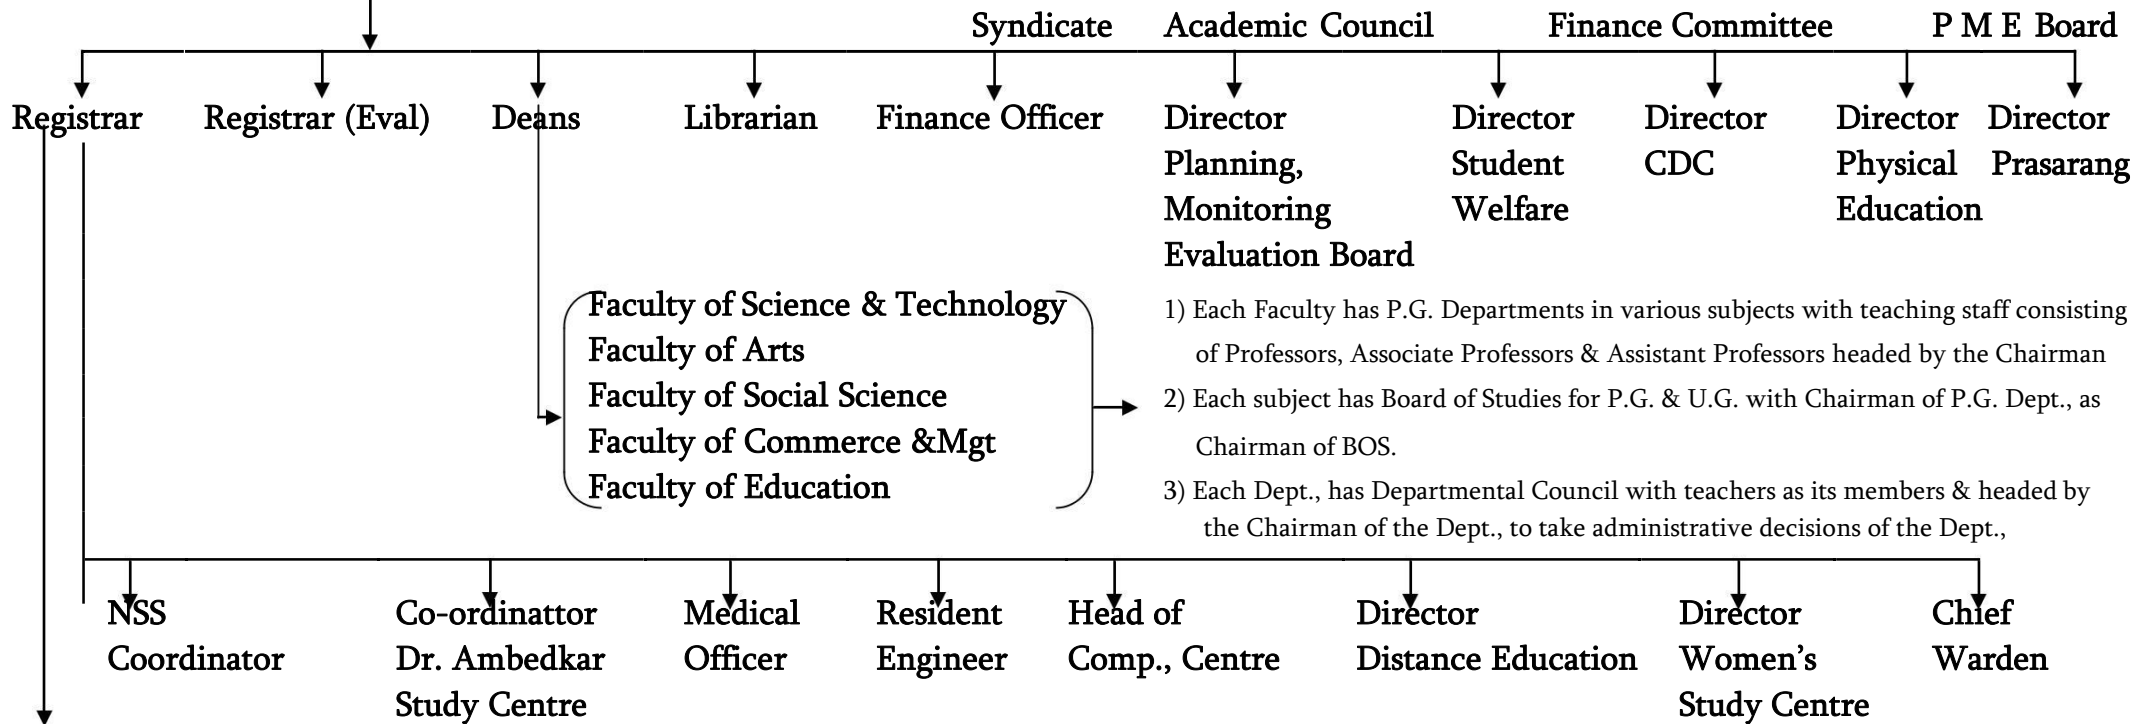 Syndicate Academic Council Finance Committee P M E Board
Registrar Registrar (Eval) Deans Librarian Finance Officer Director Director Director Director Director
Planning, Student CDC Physical Prasarang
Monitoring Welfare Education
Evaluation Board
Faculty of Science & Technology
Faculty of Arts
Faculty of Social Science
Faculty of Commerce &Mgt
Faculty of Education
1) Each Faculty has P.G. Departments in various subjects with teaching staff consisting
of Professors, Associate Professors & Assistant Professors headed by the Chairman
2) Each subject has Board of Studies for P.G. & U.G. with Chairman of P.G. Dept., as
Chairman of BOS.
3) Each Dept., has Departmental Council with teachers as its members & headed by
the Chairman of the Dept., to take administrative decisions of the Dept.,
NSS Co-ordinattor Medical Resident Head of Director Director Chief
Coordinator Dr. Ambedkar Officer Engineer Comp., Centre Distance Education Women's Warden
Study Centre Study Centre